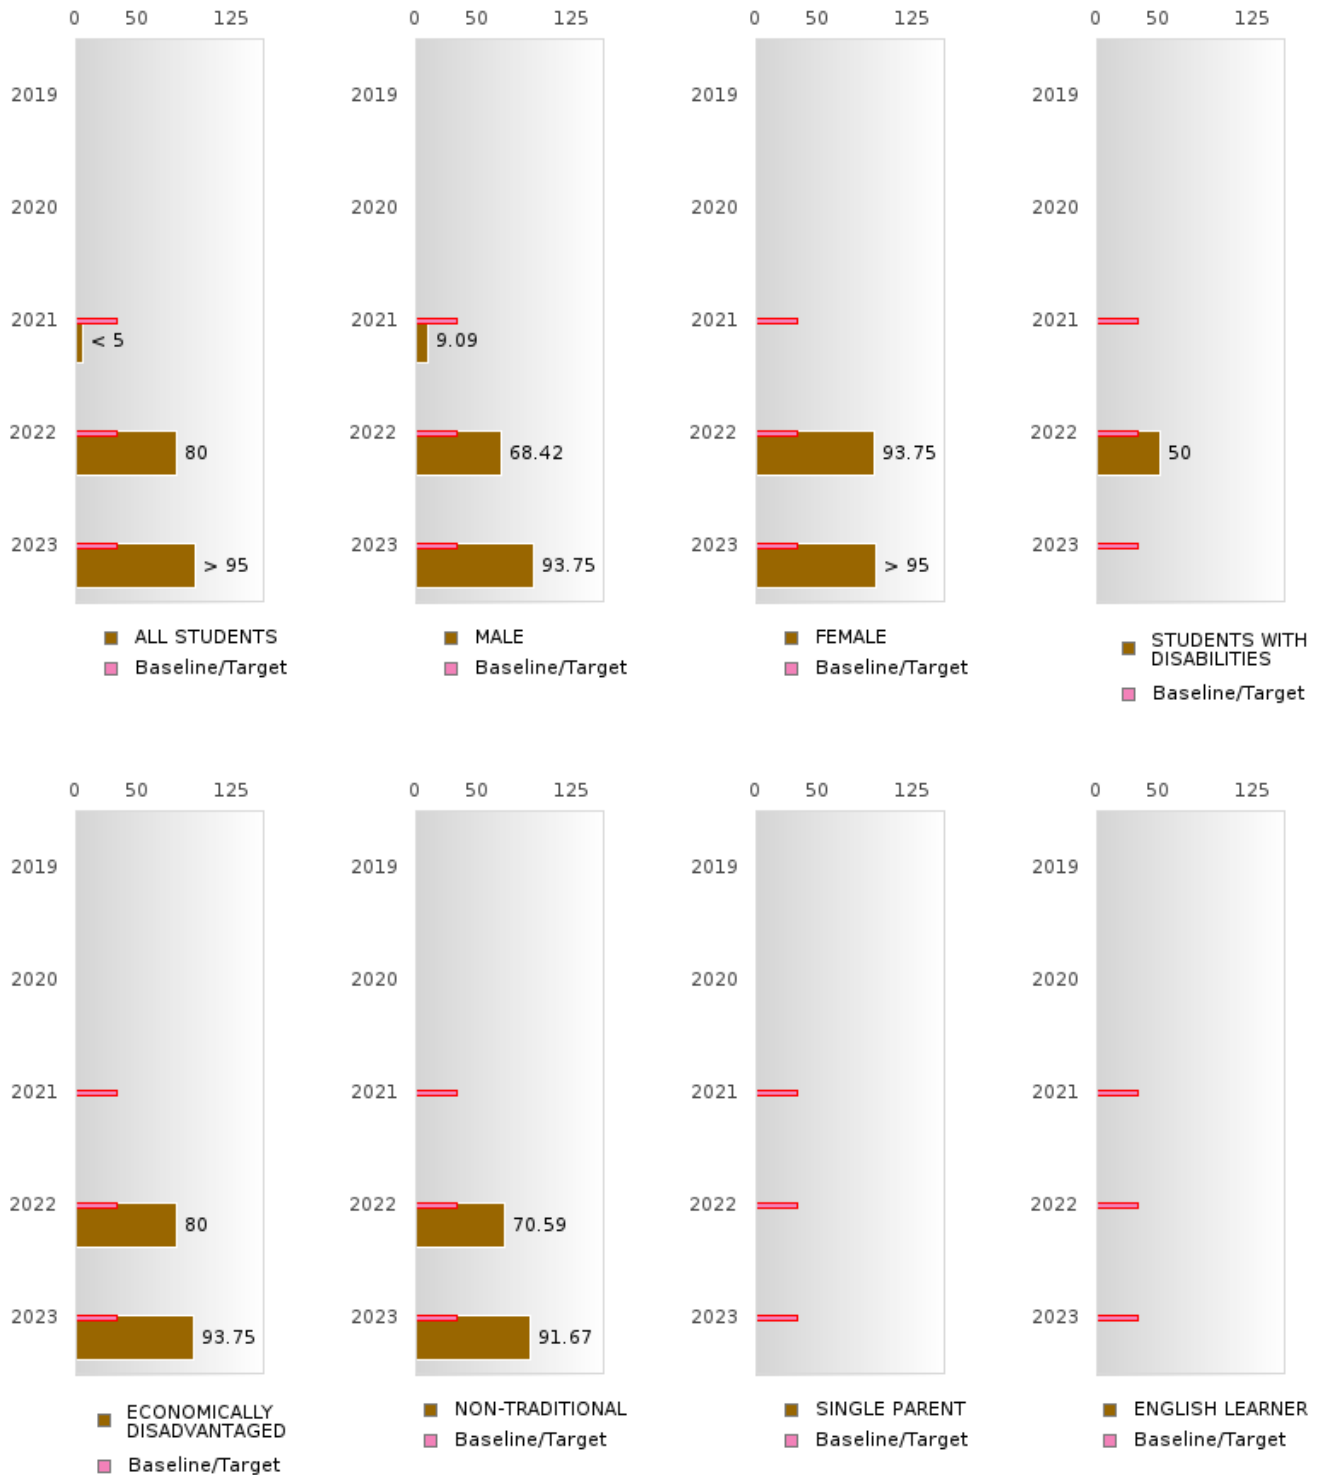 0 50 125
2019
2020
2021
< 5
2022
80
2023
> 95
ALL STUDENTS
Baseline/Target
0 50 125
2019
2020
2021
9.09
2022
68.42
2023
93.75
MALE
Baseline/Target
0 50 125
2019
2020
2021
2022
93.75
2023
> 95
FEMALE
Baseline/Target
0 50 125
2019
2020
2021
2022
50
2023
STUDENTS WITH
DISABILITIES
Baseline/Target
0 50 125
2019
2020
2021
2022
80
2023
93.75
ECONOMICALLY
DISADVANTAGED
Baseline/Target
0 50 125
2019
2020
2021
2022
70.59
2023
91.67
NON-TRADITIONAL
Baseline/Target
0 50 125
2019
2020
2021
2022
2023
SINGLE PARENT
Baseline/Target
0 50 125
2019
2020
2021
2022
2023
ENGLISH LEARNER
Baseline/Target